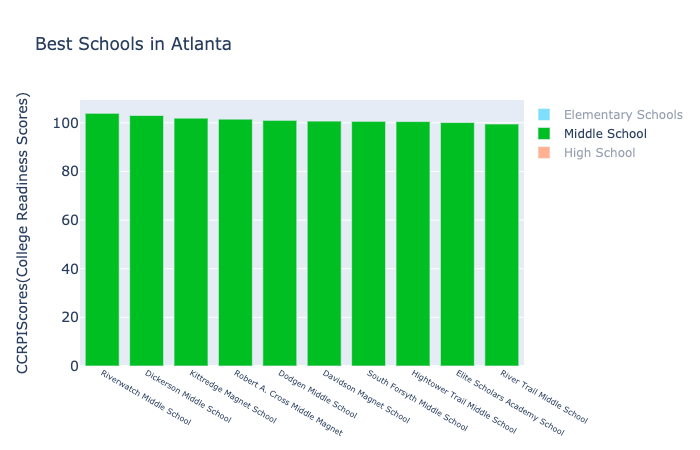 Best Schools in Atlanta
CCRPIScores(College Readiness Scores)
100
80
60
40
20
0
Riverwatch Middle School
Dickerson Middle School
Kittredge Magnet School
Robert A. Cross Middle Magnet
Dodgen Middle School
Davidson Magnet School
South Forsyth Middle School
Hightower Trail Middle School
Elite Scholars Academy School
River Trail Middle School
Elementary Schools
Middle School
High School